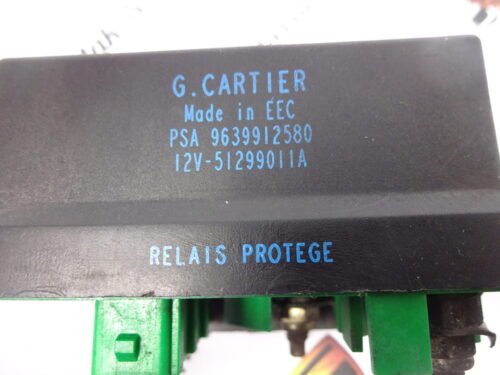 G.CARTIER
Made in EEC
PSA 9639912580
12V-51299011A
RELAIS PROTEGE